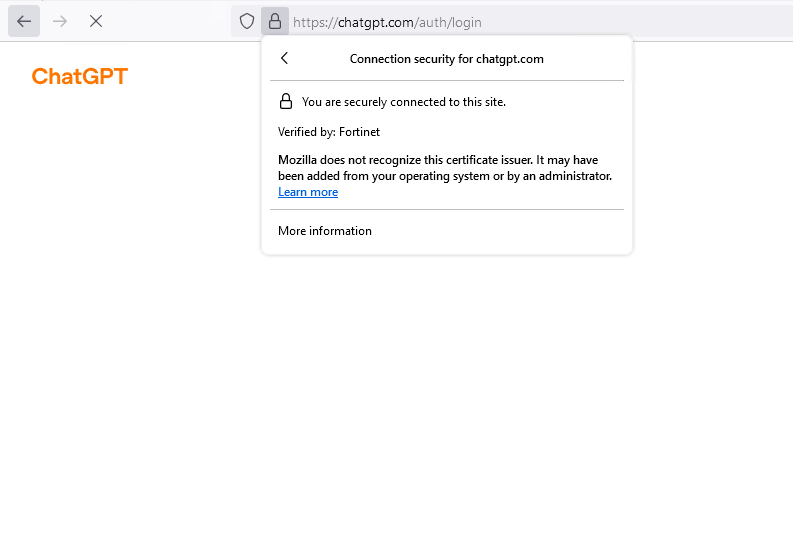 https://chatgpt.com/auth/login
ChatGPT
Connection security for chatgpt.com
You are securely connected to this site.
Verified by: Fortinet
Mozilla does not recognize this certificate issuer. It may have
been added from your operating system or by an administrator.
Learn more
More information